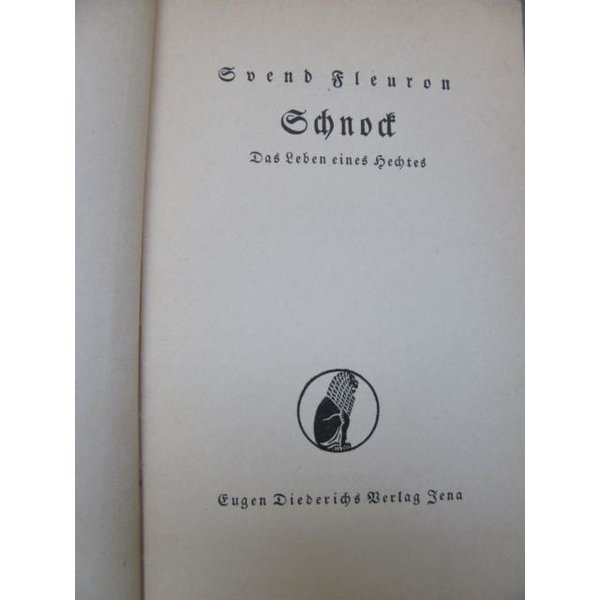 Svend Fleuron
Schnock
Das Leben eines Hechtes
Eugen Diederichs Verlag Jena